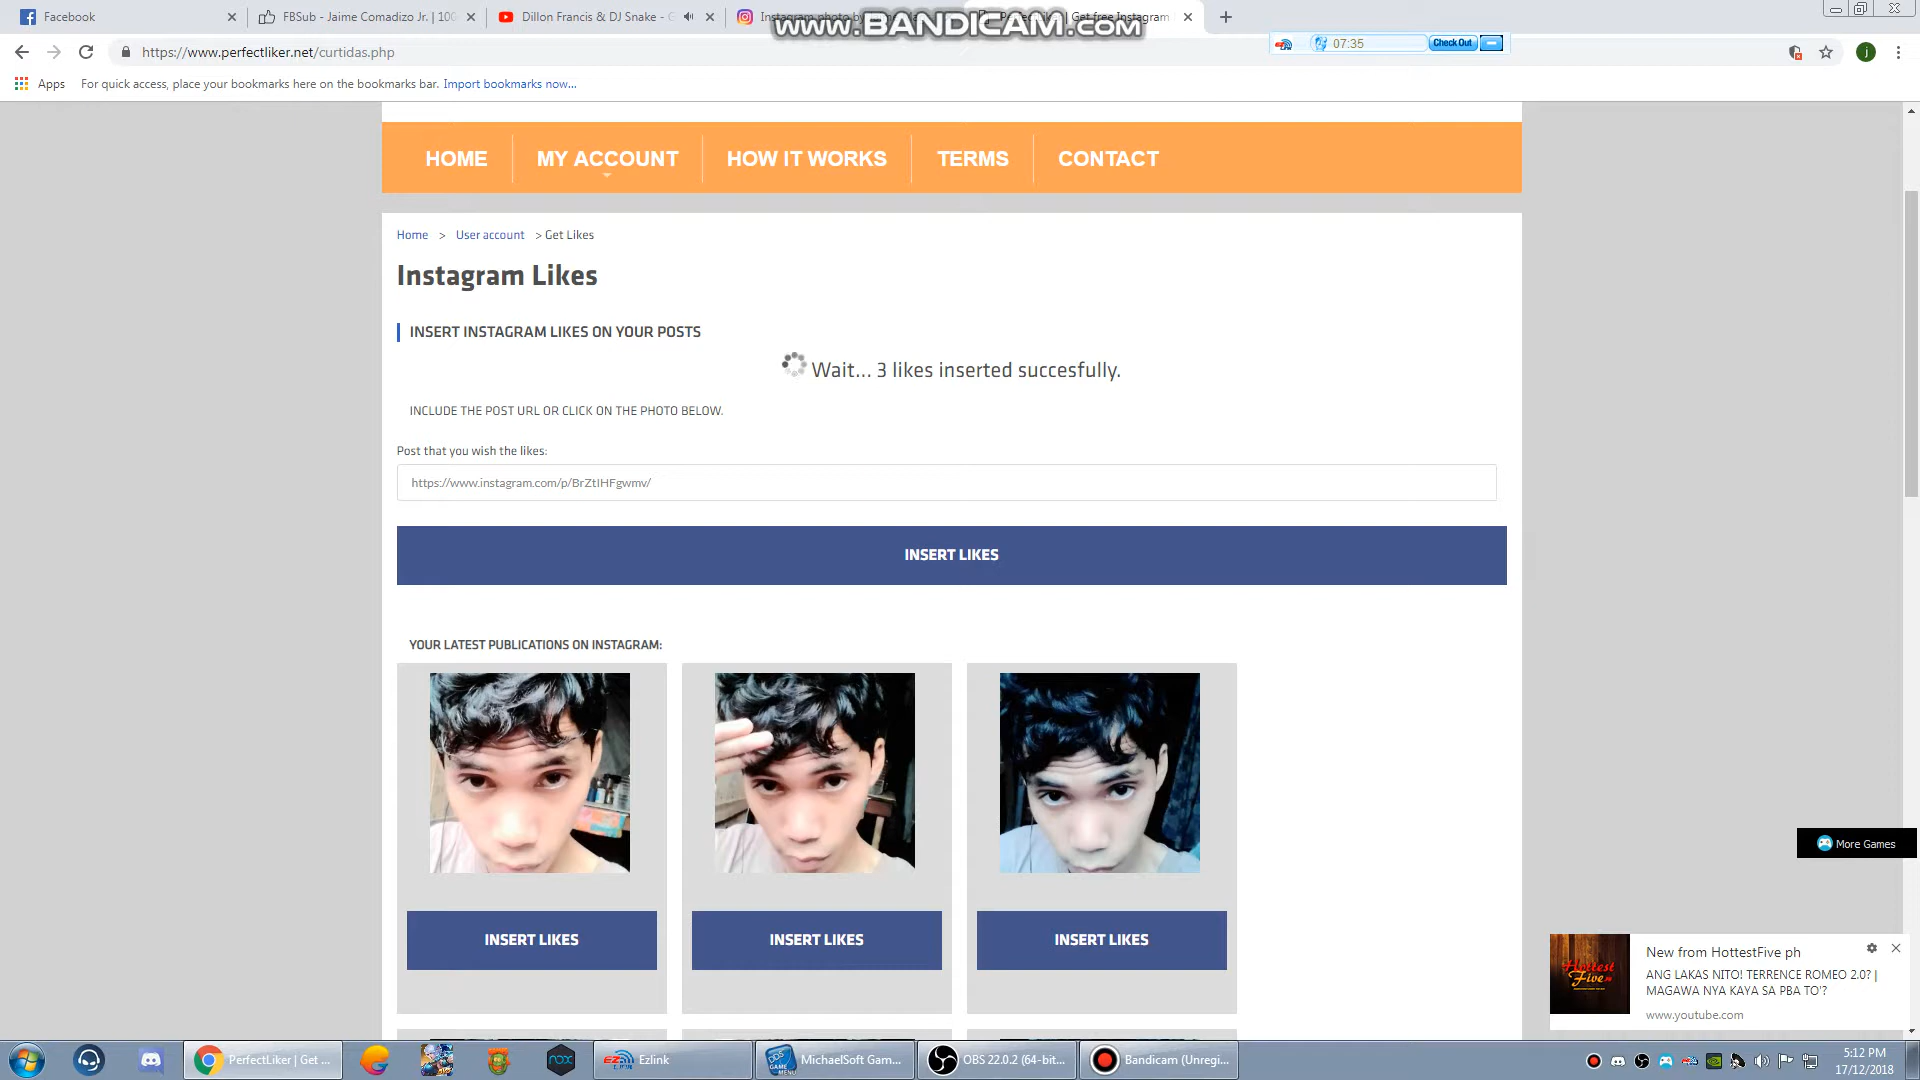 Facebook
FBSub - Jaime Comadizo Jr. | 100
Dillon Francis & DJ Snake - G
Instagram photo by
Get free Instagram
www.BANDICAM.com
https://www.perfectliker.net/curtidas.php
07:35
Check Out
j
Apps
For quick access, place your bookmarks here on the bookmarks bar. Import bookmarks now...
HOME
MY ACCOUNT
HOW IT WORKS
TERMS
CONTACT
Home > User account > Get Likes
Instagram Likes
INSERT INSTAGRAM LIKES ON YOUR POSTS
Wait... 3 likes inserted succesfully.
INCLUDE THE POST URL OR CLICK ON THE PHOTO BELOW.
Post that you wish the likes:
https://www.instagram.com/p/BrZtIHFgwmv/
INSERT LIKES
YOUR LATEST PUBLICATIONS ON INSTAGRAM:
INSERT LIKES
INSERT LIKES
INSERT LIKES
More Games
Hottest
Five
New from HottestFive ph
ANG LAKAS NITO! TERRENCE ROMEO 2.0? |
MAGAWA NYA KAYA SA PBA TO'?
www.youtube.com
PerfectLiker | Get ...
nox
Ezlink
MichaelSoft Gam...
OBS 22.0.2 (64-bit...
Bandicam (Unregi...
5:12 PM
17/12/2018